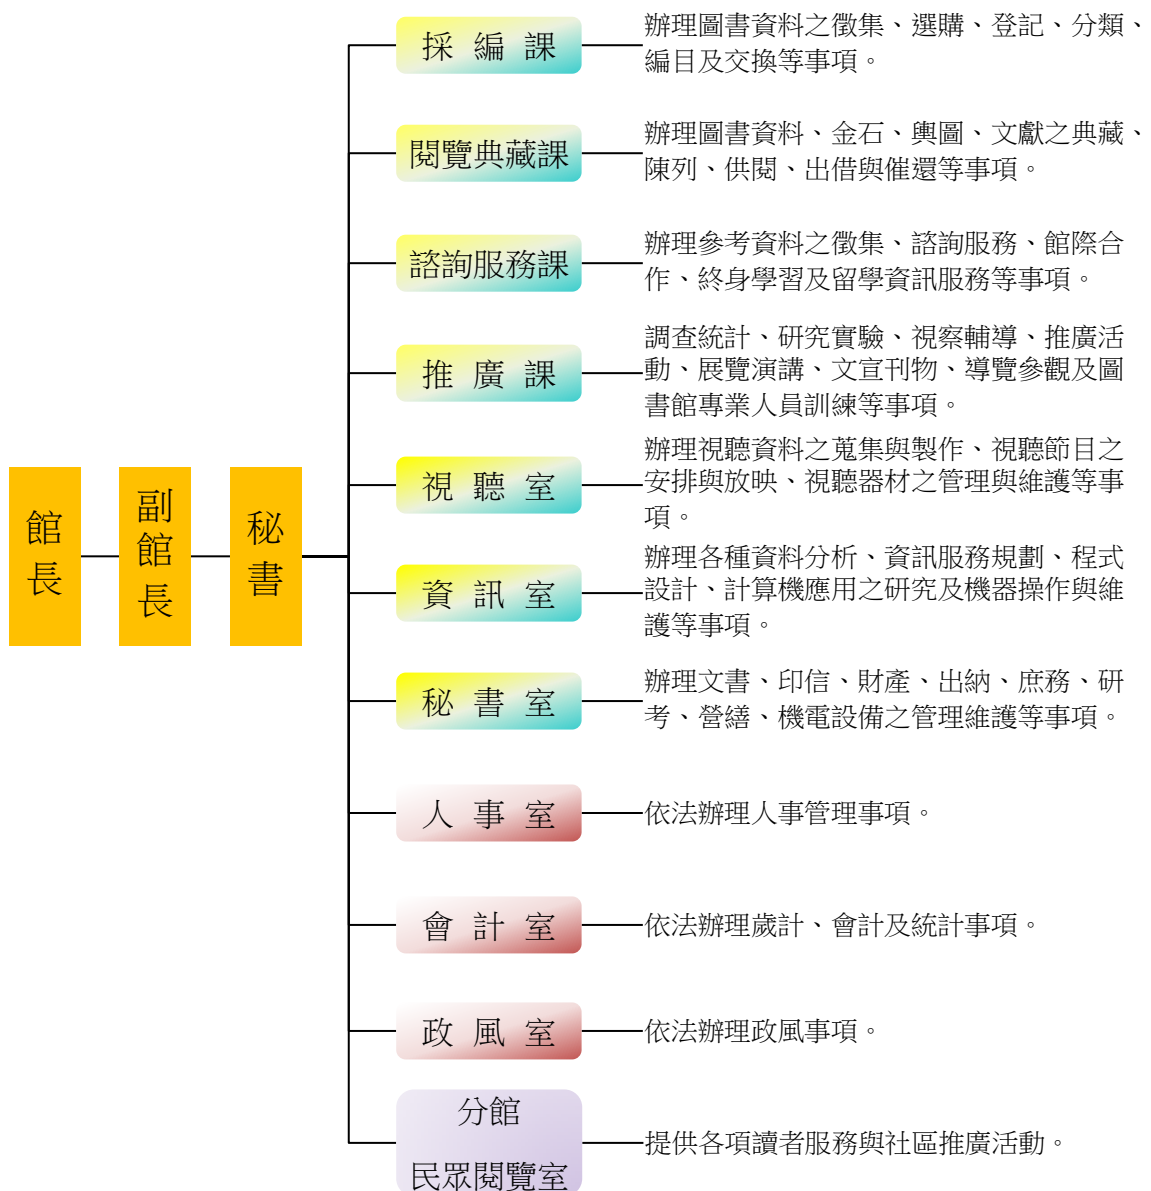 館長
副館長
秘書
採編課
辦理圖書資料之徵集、選購、登記、分類、
編目及交換等事項。
閱覽典藏課
辦理圖書資料、金石、輿圖、文獻之典藏、
陳列、供閱、出借與催還等事項。
諮詢服務課
辦理參考資料之徵集、諮詢服務、館際合
作、終身學習及留學資訊服務等事項。
推廣課
調查統計、研究實驗、視察輔導、推廣活
動、展覽演講、文宣刊物、導覽參觀及圖
書館專業人員訓練等事項。
視聽室
辦理視聽資料之蒐集與製作、視聽節目之
安排與放映、視聽器材之管理與維護等事
項。
資訊室
辦理各種資料分析、資訊服務規劃、程式
設計、計算機應用之研究及機器操作與維
護等事項。
秘書室
辦理文書、印信、財產、出納、庶務、研
考、營繕、機電設備之管理維護等事項。
人事室
依法辦理人事管理事項。
會計室
依法辦理歲計、會計及統計事項。
政風室
依法辦理政風事項。
分館
民眾閱覽室
提供各項讀者服務與社區推廣活動。